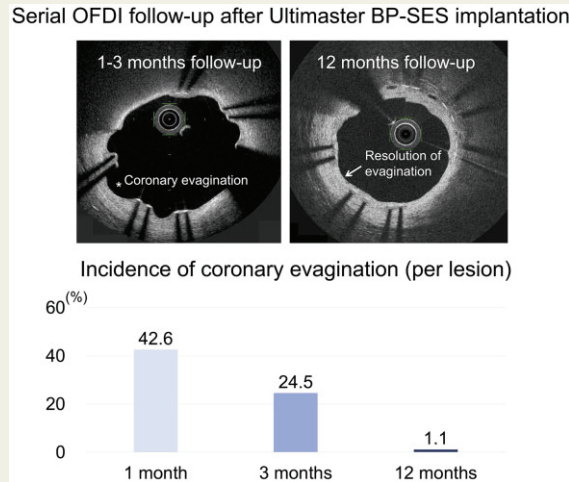 Serial OFDI follow-up after Ultimaster BP-SES implantation
1-3 months follow-up
* Coronary evagination
12 months follow-up
Resolution of
evagination
Incidence of coronary evagination (per lesion)
(%)
60
40
20
0
42.6
24.5
1.1
1 month
3 months
12 months